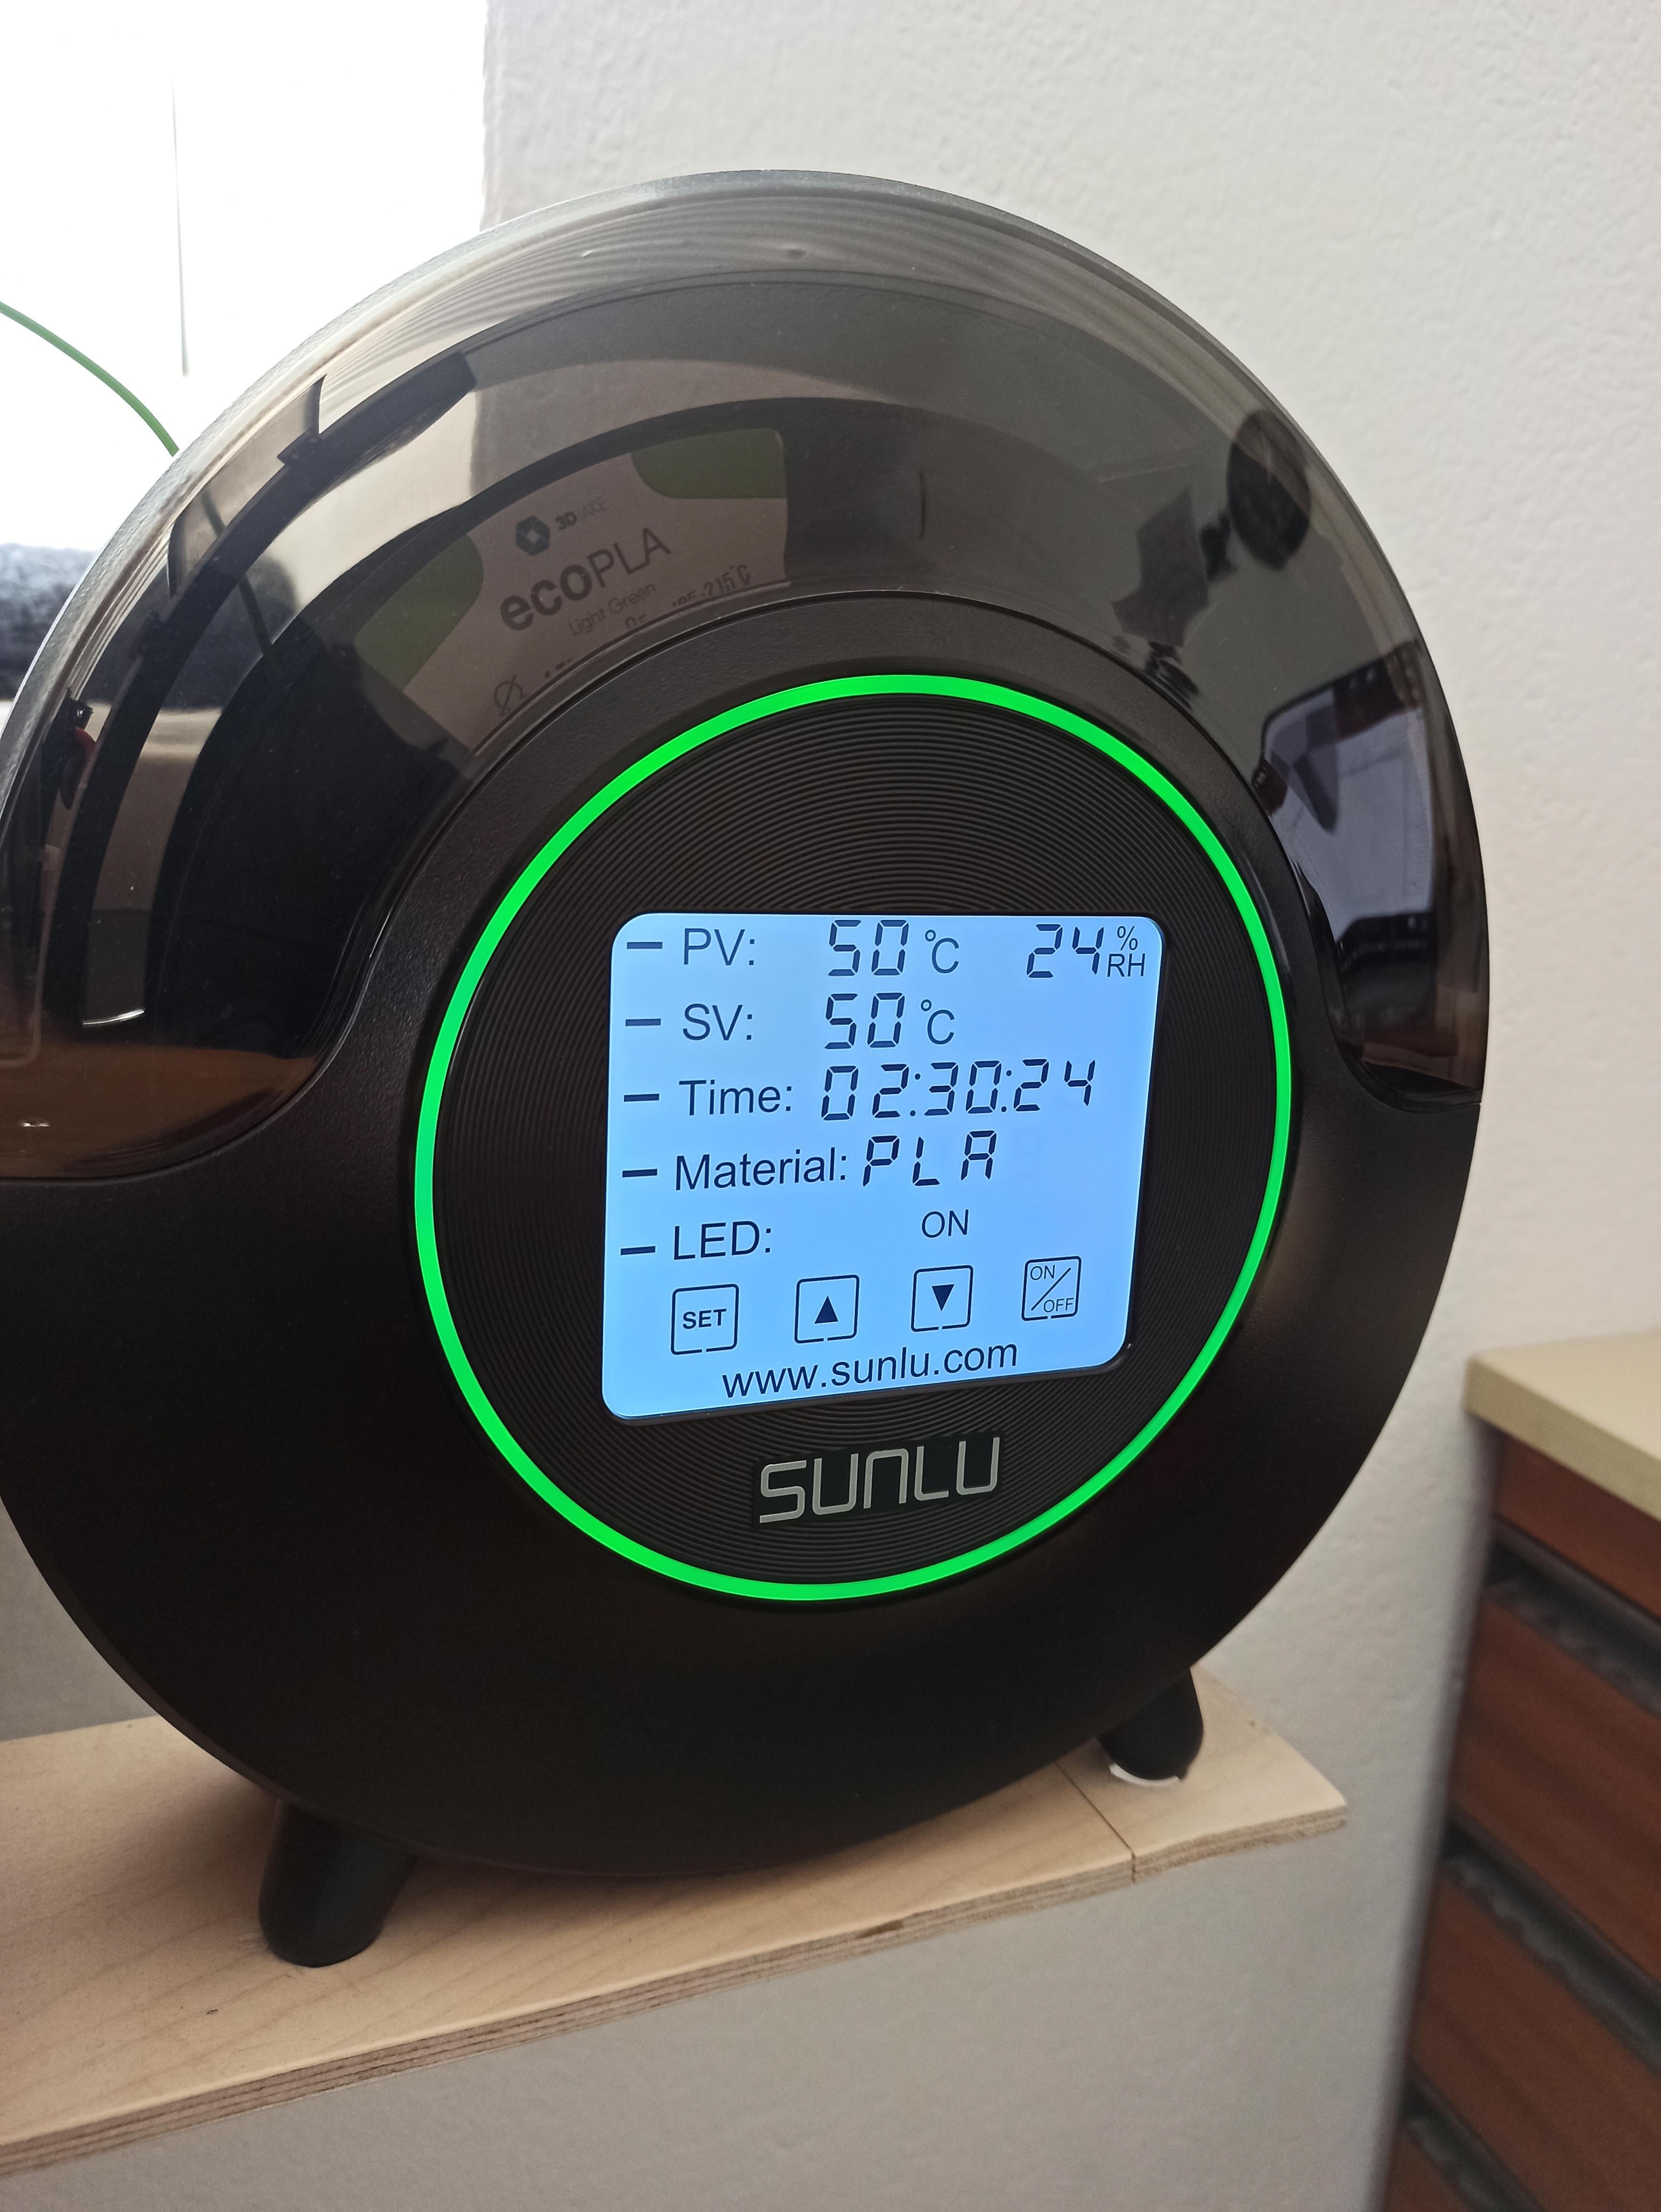 3DJAKE
ecoPLA
Light Green
215°C
PV: 50 °C 24 % RH
SV: 50 °C
Time: 02:30:24
Material: PLA
LED: ON
SET ▲ ▼ ON/OFF
www.sunlu.com
SUNLU